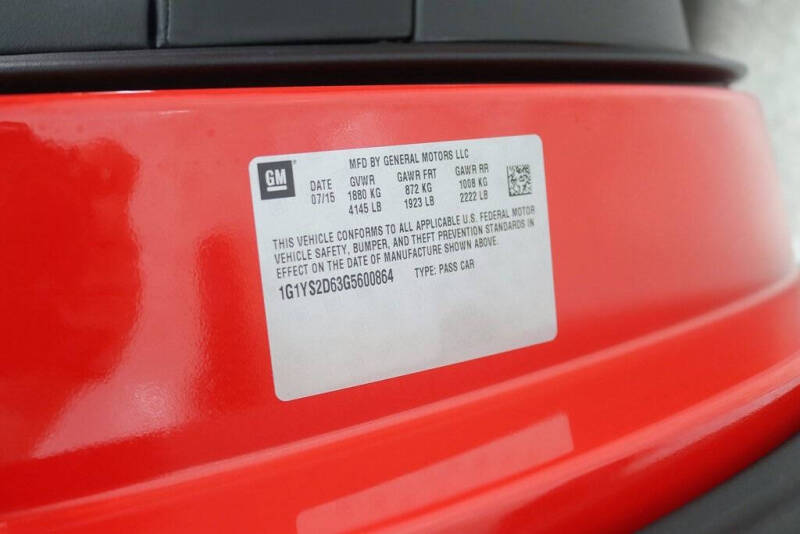 GM
MFD BY GENERAL MOTORS LLC
DATE GVWR GAWR FRT GAWR RR
07/15 1880 KG 872 KG 1008 KG
4145 LB 1923 LB 2222 LB
THIS VEHICLE CONFORMS TO ALL APPLICABLE U.S. FEDERAL MOTOR
VEHICLE SAFETY, BUMPER, AND THEFT PREVENTION STANDARDS IN
EFFECT ON THE DATE OF MANUFACTURE SHOWN ABOVE.
1G1YS2D63G5600864 TYPE: PASS CAR